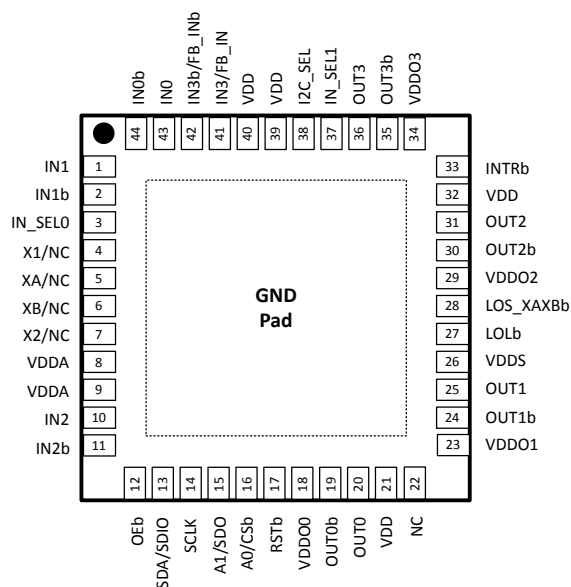 IN0b
IN0
IN3b/FB_INb
IN3/FB_IN
VDD
VDD
I2C_SEL
IN_SEL1
OUT3
OUT3b
VDDO3
44
43
42
41
40
39
38
37
36
35
34
IN1 1
IN1b 2
IN_SEL0 3
X1/NC 4
XA/NC 5
XB/NC 6
X2/NC 7
VDDA 8
VDDA 9
IN2 10
IN2b 11
GND
Pad
33 INTRb
32 VDD
31 OUT2
30 OUT2b
29 VDDO2
28 LOS_XAXBb
27 LOLb
26 VDDS
25 OUT1
24 OUT1b
23 VDDO1
12
13
14
15
16
17
18
19
20
21
22
OEb
SDA/SDIO
SCLK
A1/SDO
A0/CSb
RSTb
VDDO0
OUT0b
OUT0
VDD
NC